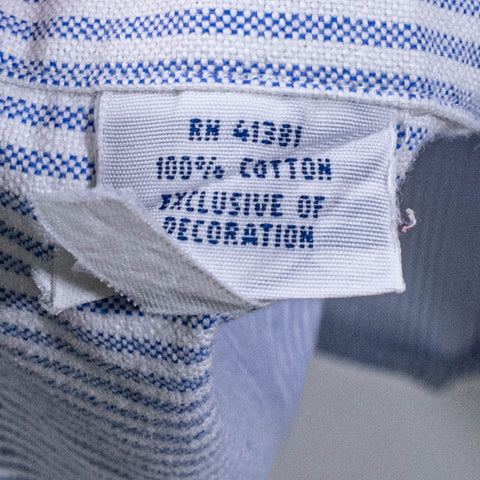 RN 41381
100% COTTON
EXCLUSIVE OF
DECORATION